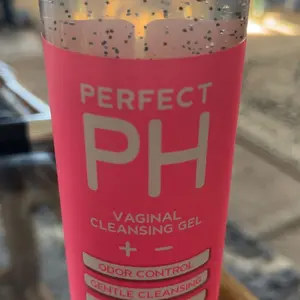 PERFECT
PH
VAGINAL
CLEANSING GEL
+ −
ODOR CONTROL
GENTLE CLEANSING